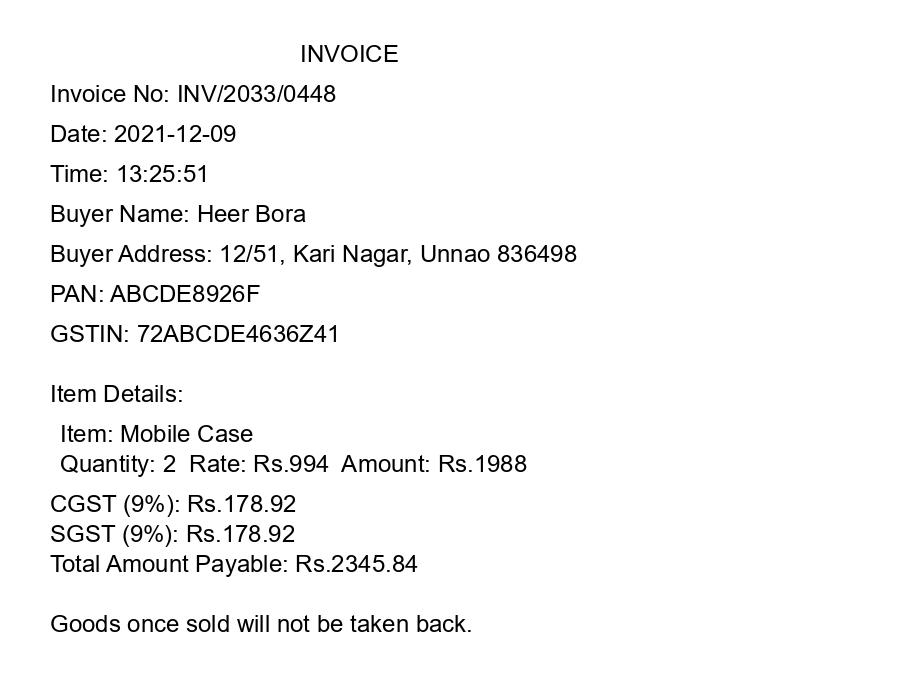 INVOICE
Invoice No: INV/2033/0448
Date: 2021-12-09
Time: 13:25:51
Buyer Name: Heer Bora
Buyer Address: 12/51, Kari Nagar, Unnao 836498
PAN: ABCDE8926F
GSTIN: 72ABCDE4636Z41
Item Details:
Item: Mobile Case
Quantity: 2  Rate: Rs.994  Amount: Rs.1988
CGST (9%): Rs.178.92
SGST (9%): Rs.178.92
Total Amount Payable: Rs.2345.84
Goods once sold will not be taken back.